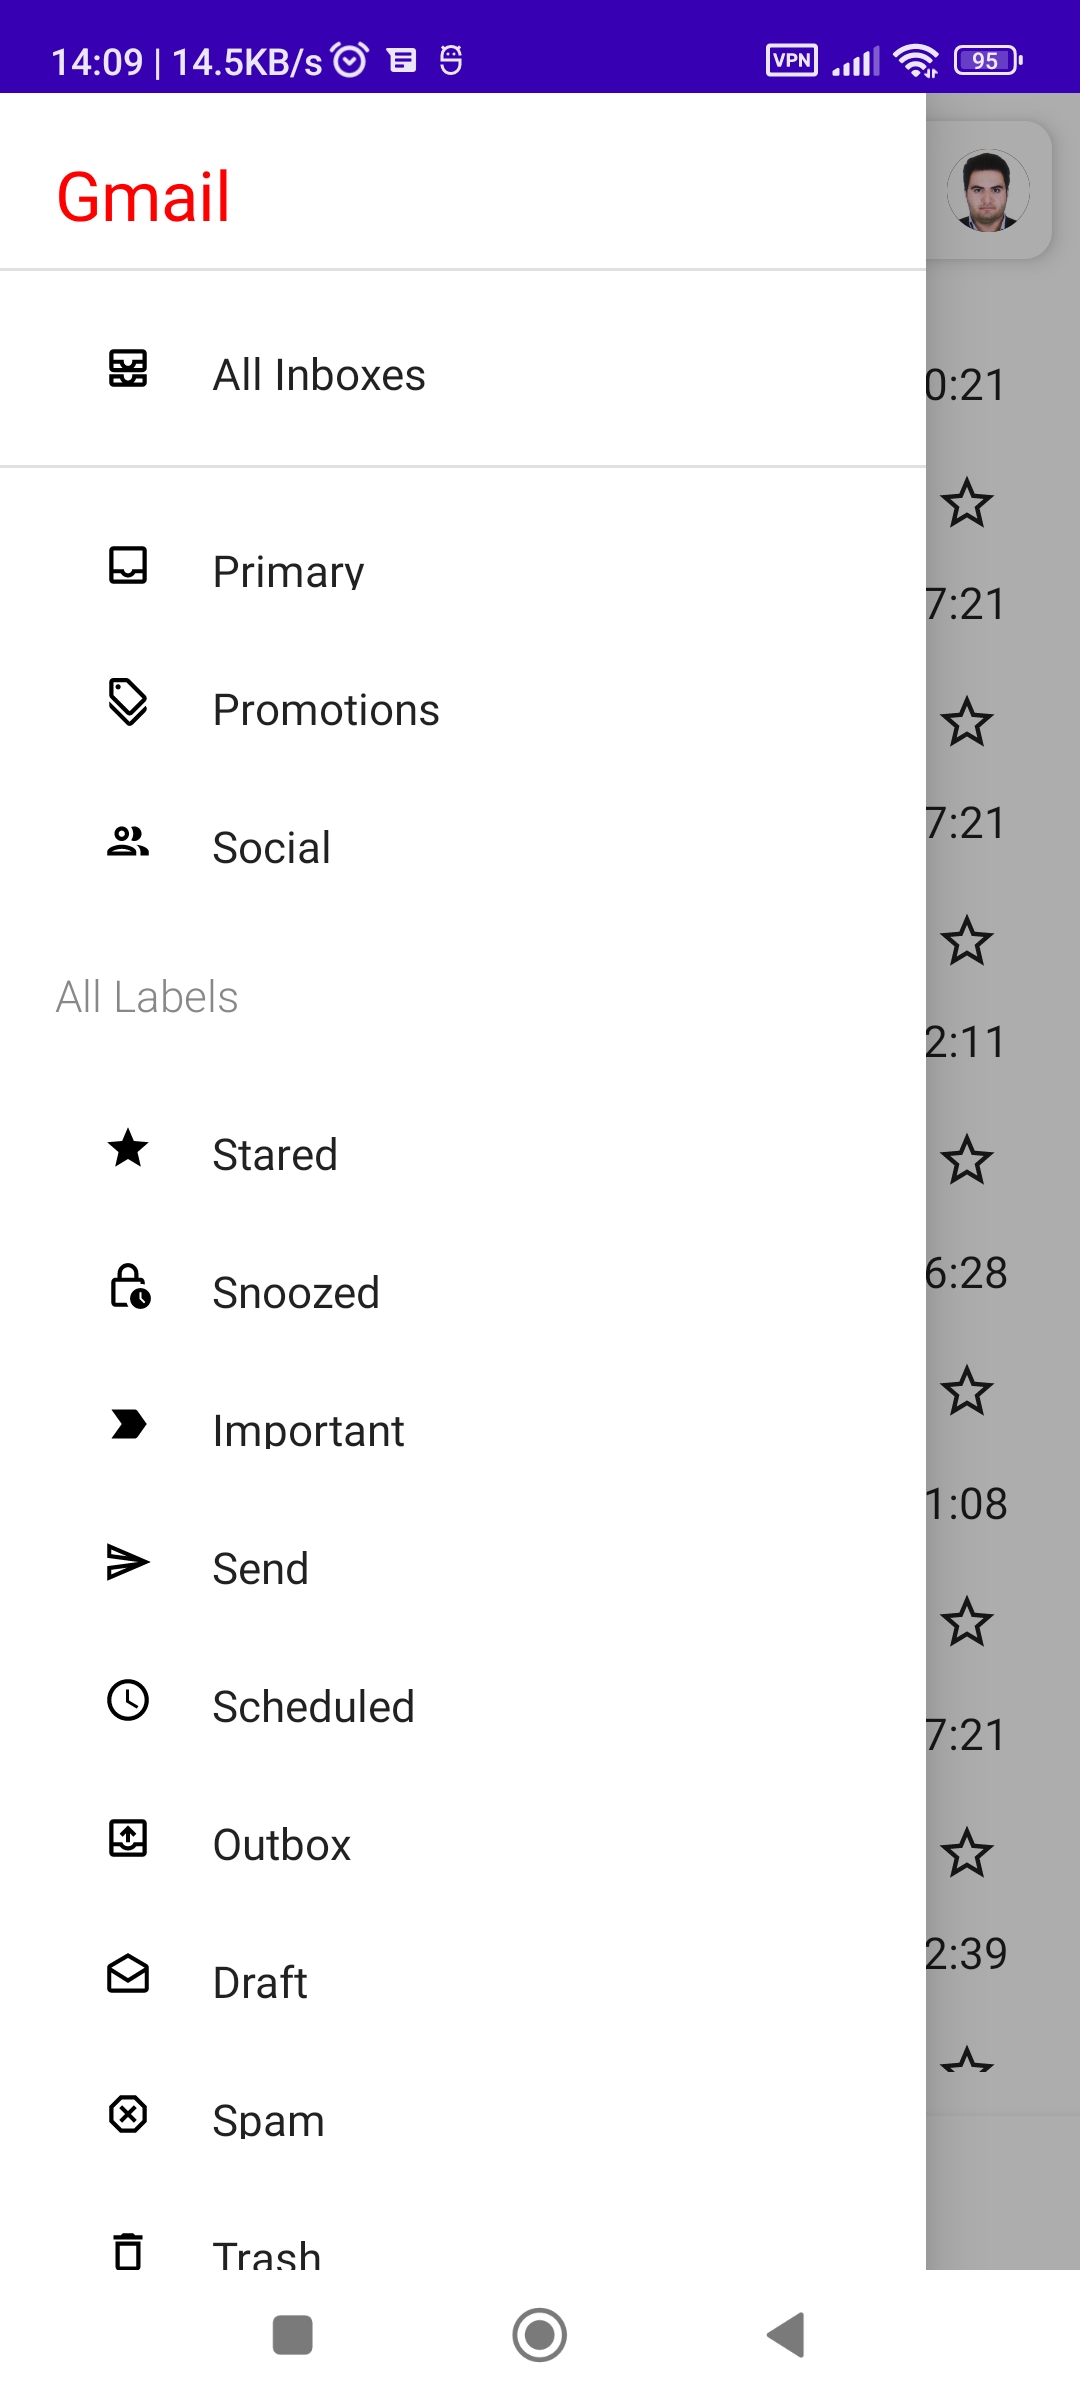 14:09 | 14.5KB/s VPN 95
Gmail
All Inboxes
0:21
Primary
7:21
Promotions
7:21
Social
All Labels
2:11
Stared
6:28
Snoozed
Important
1:08
Send
Scheduled
7:21
Outbox
2:39
Draft
Spam
Trash